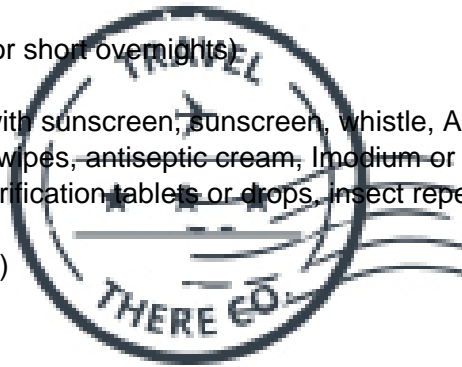 or short overnights)
TRAVEL
with sunscreen, sunscreen, whistle, A
wipes, antiseptic cream, Imodium or
rification tablets or drops, insect repe
)
THERE CO.